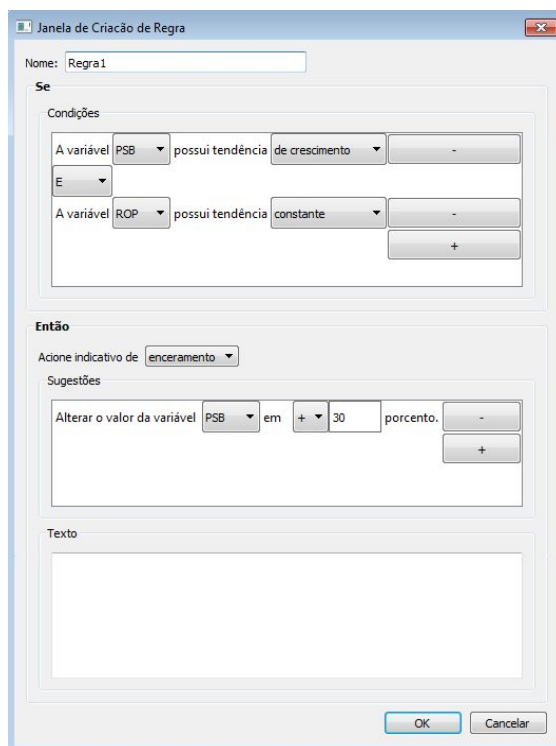 Janela de Criacão de Regra
Nome: Regra1
Se
Condições
A variável PSB possui tendência de crescimento -
E
A variável ROP possui tendência constante -
+
Então
Acione indicativo de enceramento
Sugestões
Alterar o valor da variável PSB em + 30 porcento. -
+
Texto
OK Cancelar